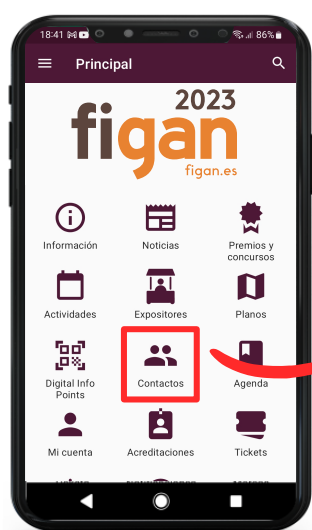 18:41
86%
Principal
2023
figan
figan.es
Información
Noticias
Premios y
concursos
Actividades
Expositores
Planos
Digital Info
Points
Contactos
Agenda
Mi cuenta
Acreditaciones
Tickets